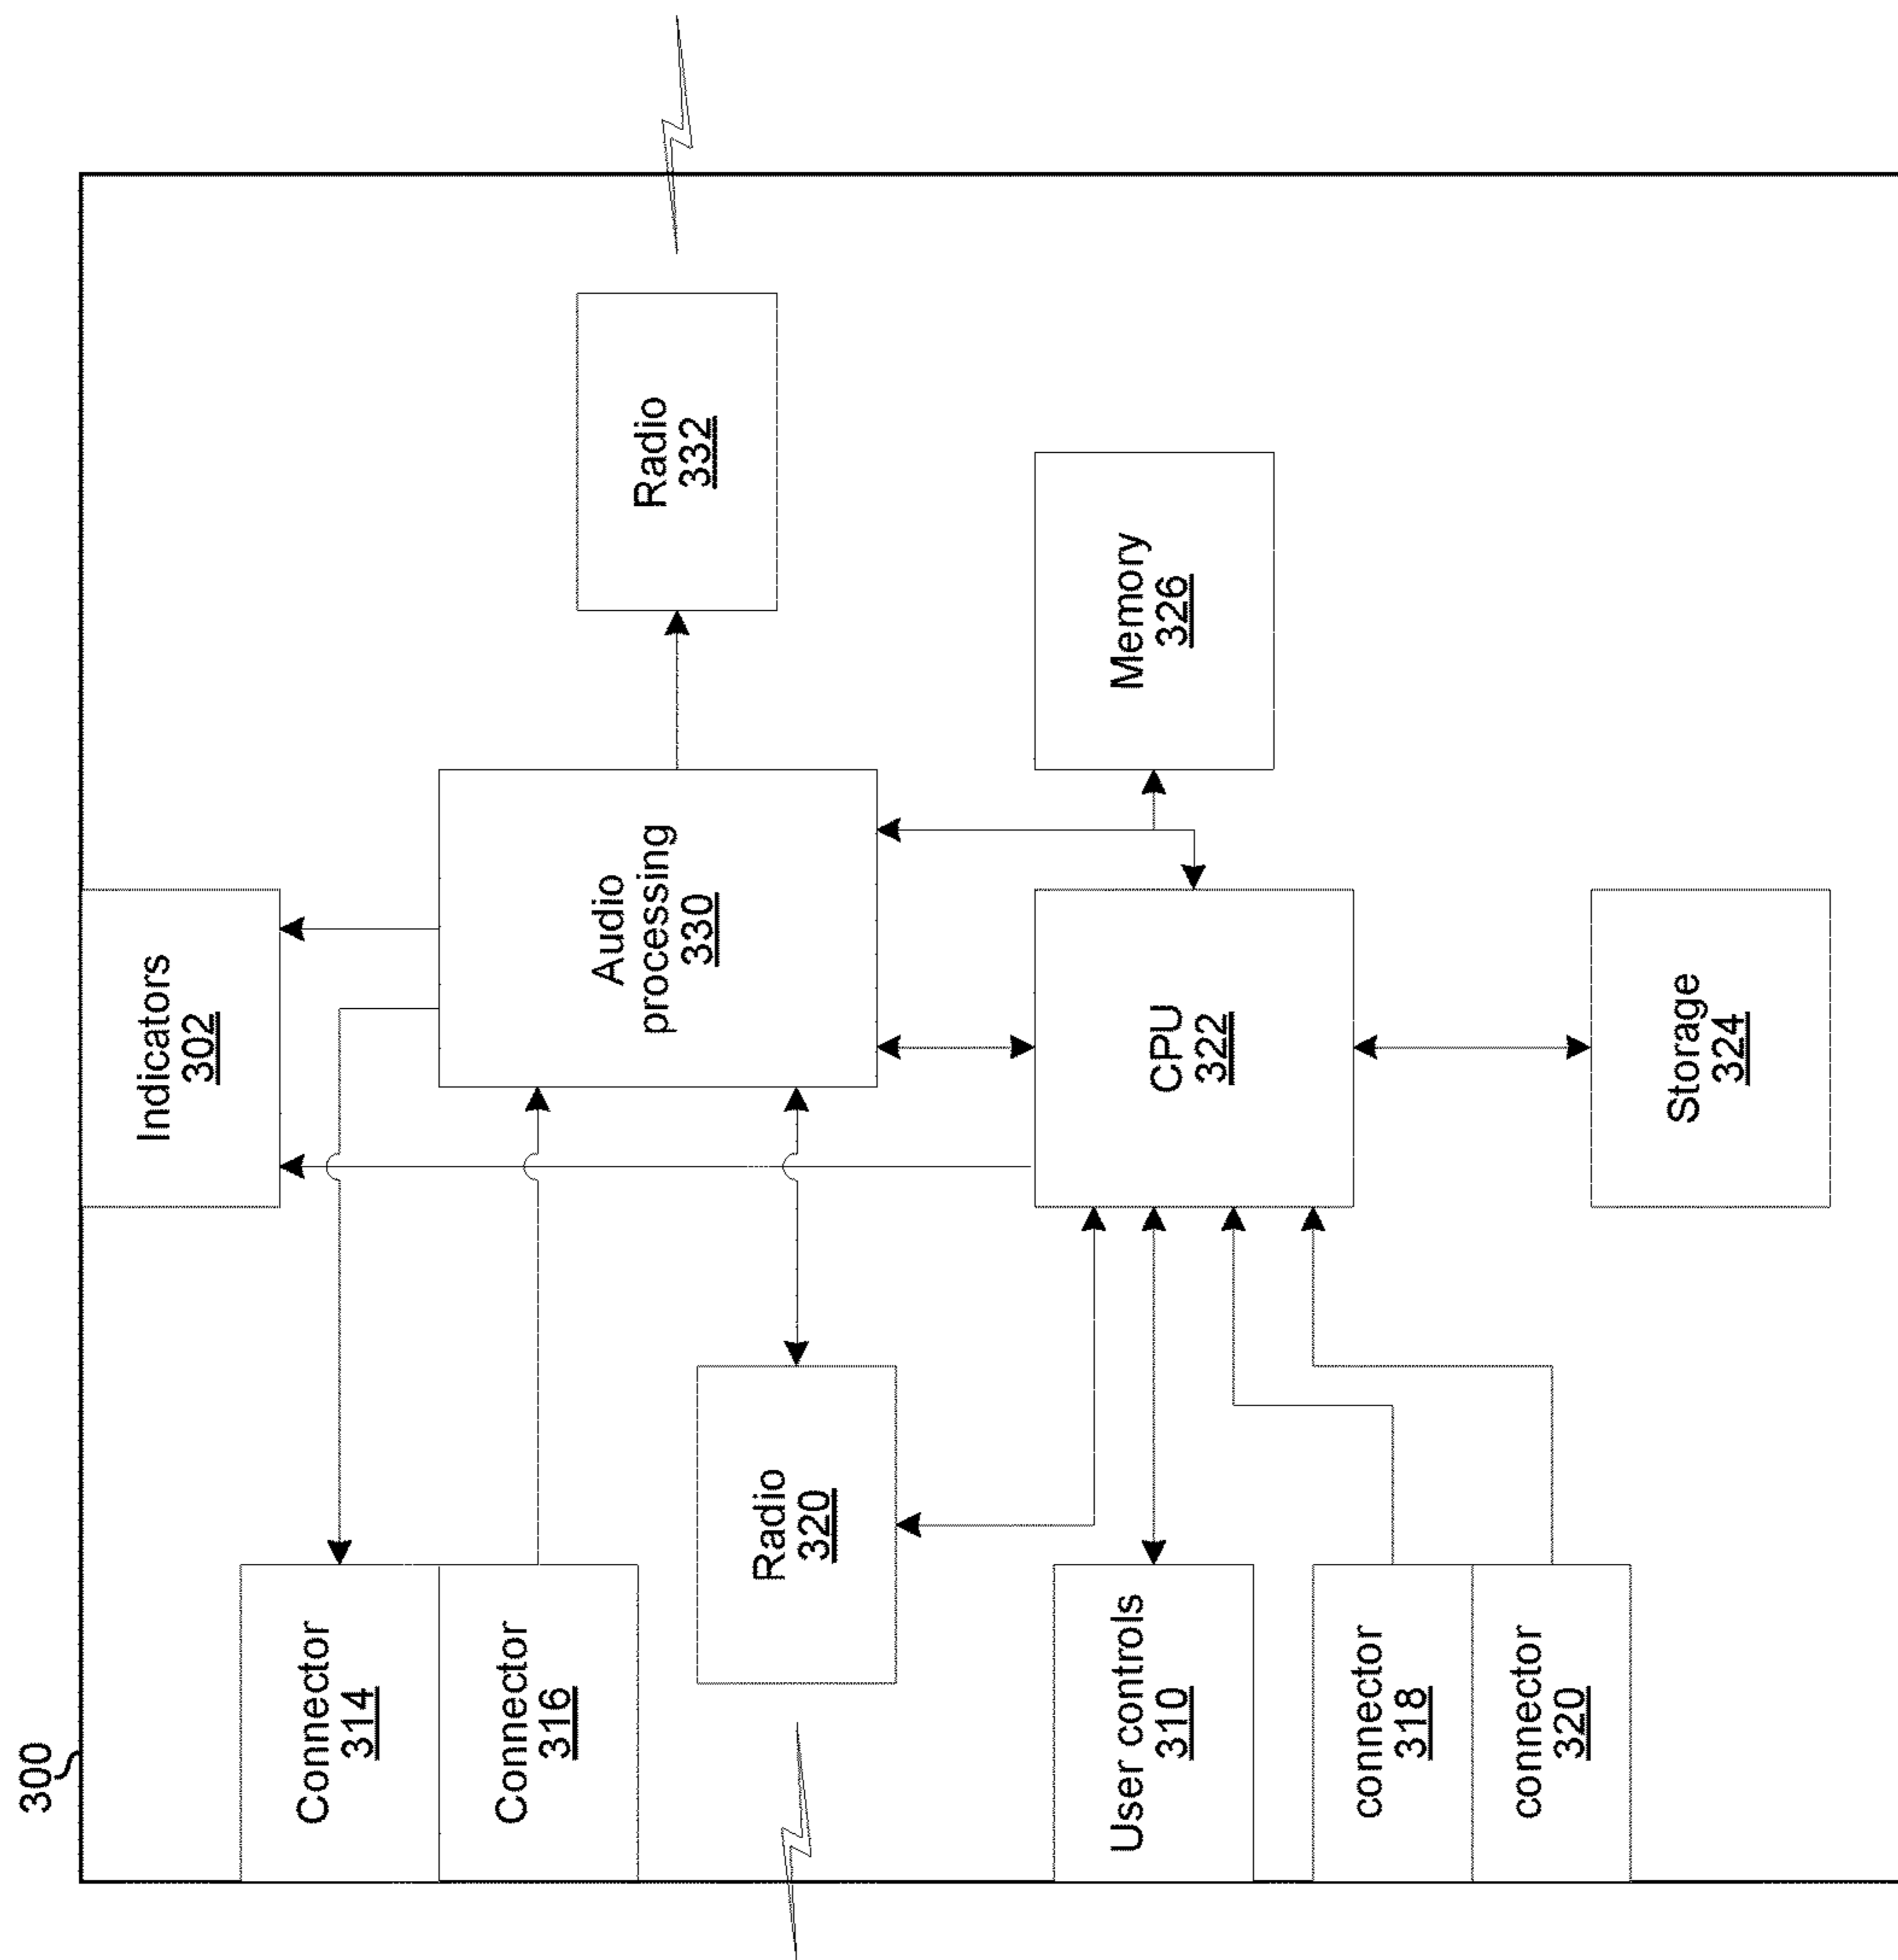 300
Indicators
302
Connector
314
Connector
316
Audio
processing
330
Radio
332
Radio
320
User controls
310
CPU
322
Memory
326
connector
318
connector
320
Storage
324